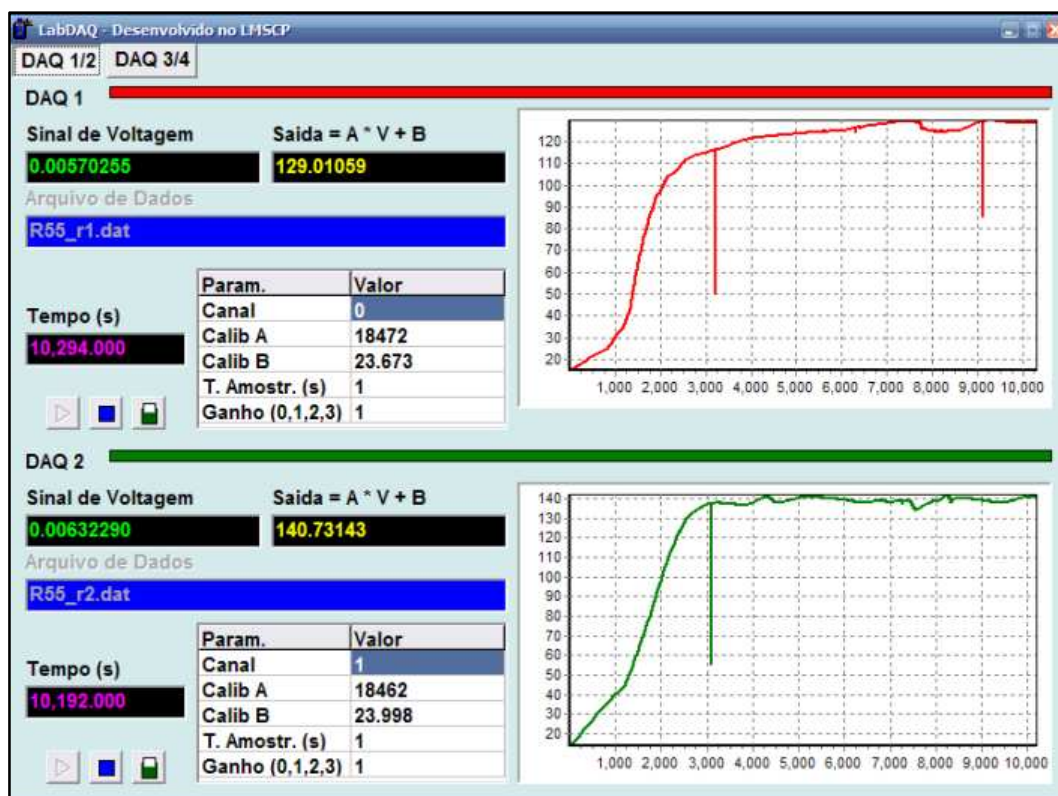 LabDAQ - Desenvolvido no LMSCP
DAQ 1/2 DAQ 3/4
DAQ 1
Sinal de Voltagem Saida = A * V + B
0.00570255 129.01059
Arquivo de Dados
R55_r1.dat
Param. Valor
Canal 0
Tempo (s) Calib A 18472
10,294.000 Calib B 23.673
T. Amostr. (s) 1
Ganho (0,1,2,3) 1
120
110
100
90
80
70
60
50
40
30
20
1,000 2,000 3,000 4,000 5,000 6,000 7,000 8,000 9,000 10,000
DAQ 2
Sinal de Voltagem Saida = A * V + B
0.00632290 140.73143
Arquivo de Dados
R55_r2.dat
Param. Valor
Canal 1
Tempo (s) Calib A 18462
10,192.000 Calib B 23.998
T. Amostr. (s) 1
Ganho (0,1,2,3) 1
140
130
120
110
100
90
80
70
60
50
40
30
20
1,000 2,000 3,000 4,000 5,000 6,000 7,000 8,000 9,000 10,000